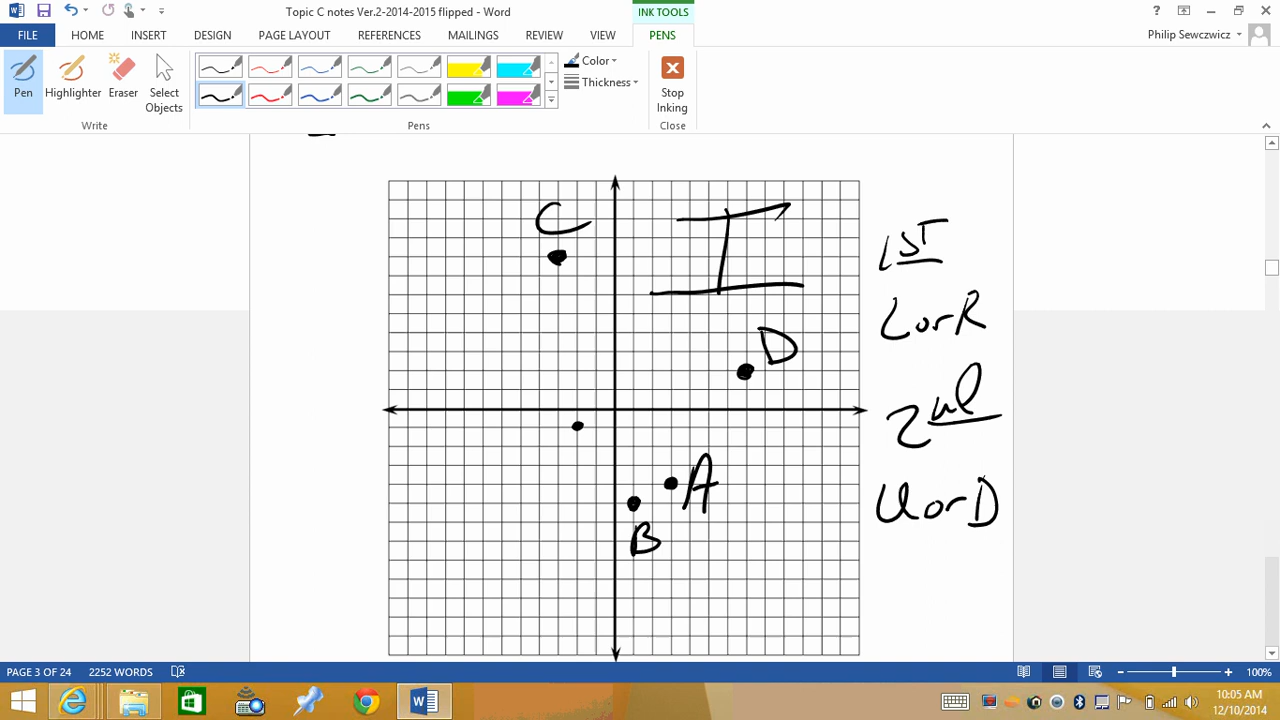 Topic C notes Ver.2-2014-2015 flipped - Word
INK TOOLS
FILE HOME INSERT DESIGN PAGE LAYOUT REFERENCES MAILINGS REVIEW VIEW PENS
Philip Sewczwicz
Pen Highlighter Eraser Select Objects
Color
Thickness
Stop Inking
Write Pens Close
C
I
1ST
L or R
D
2nd
A
U or D
B
PAGE 3 OF 24 2252 WORDS
100%
10:05 AM
12/10/2014